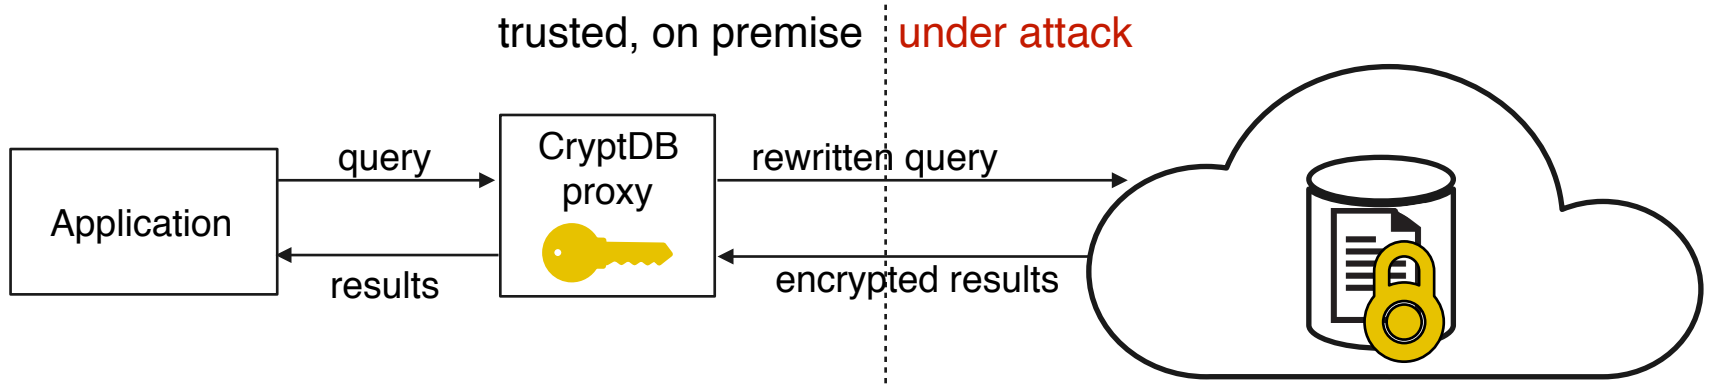 trusted, on premise
under attack
Application
query
results
CryptDB
proxy
rewritten query
encrypted results